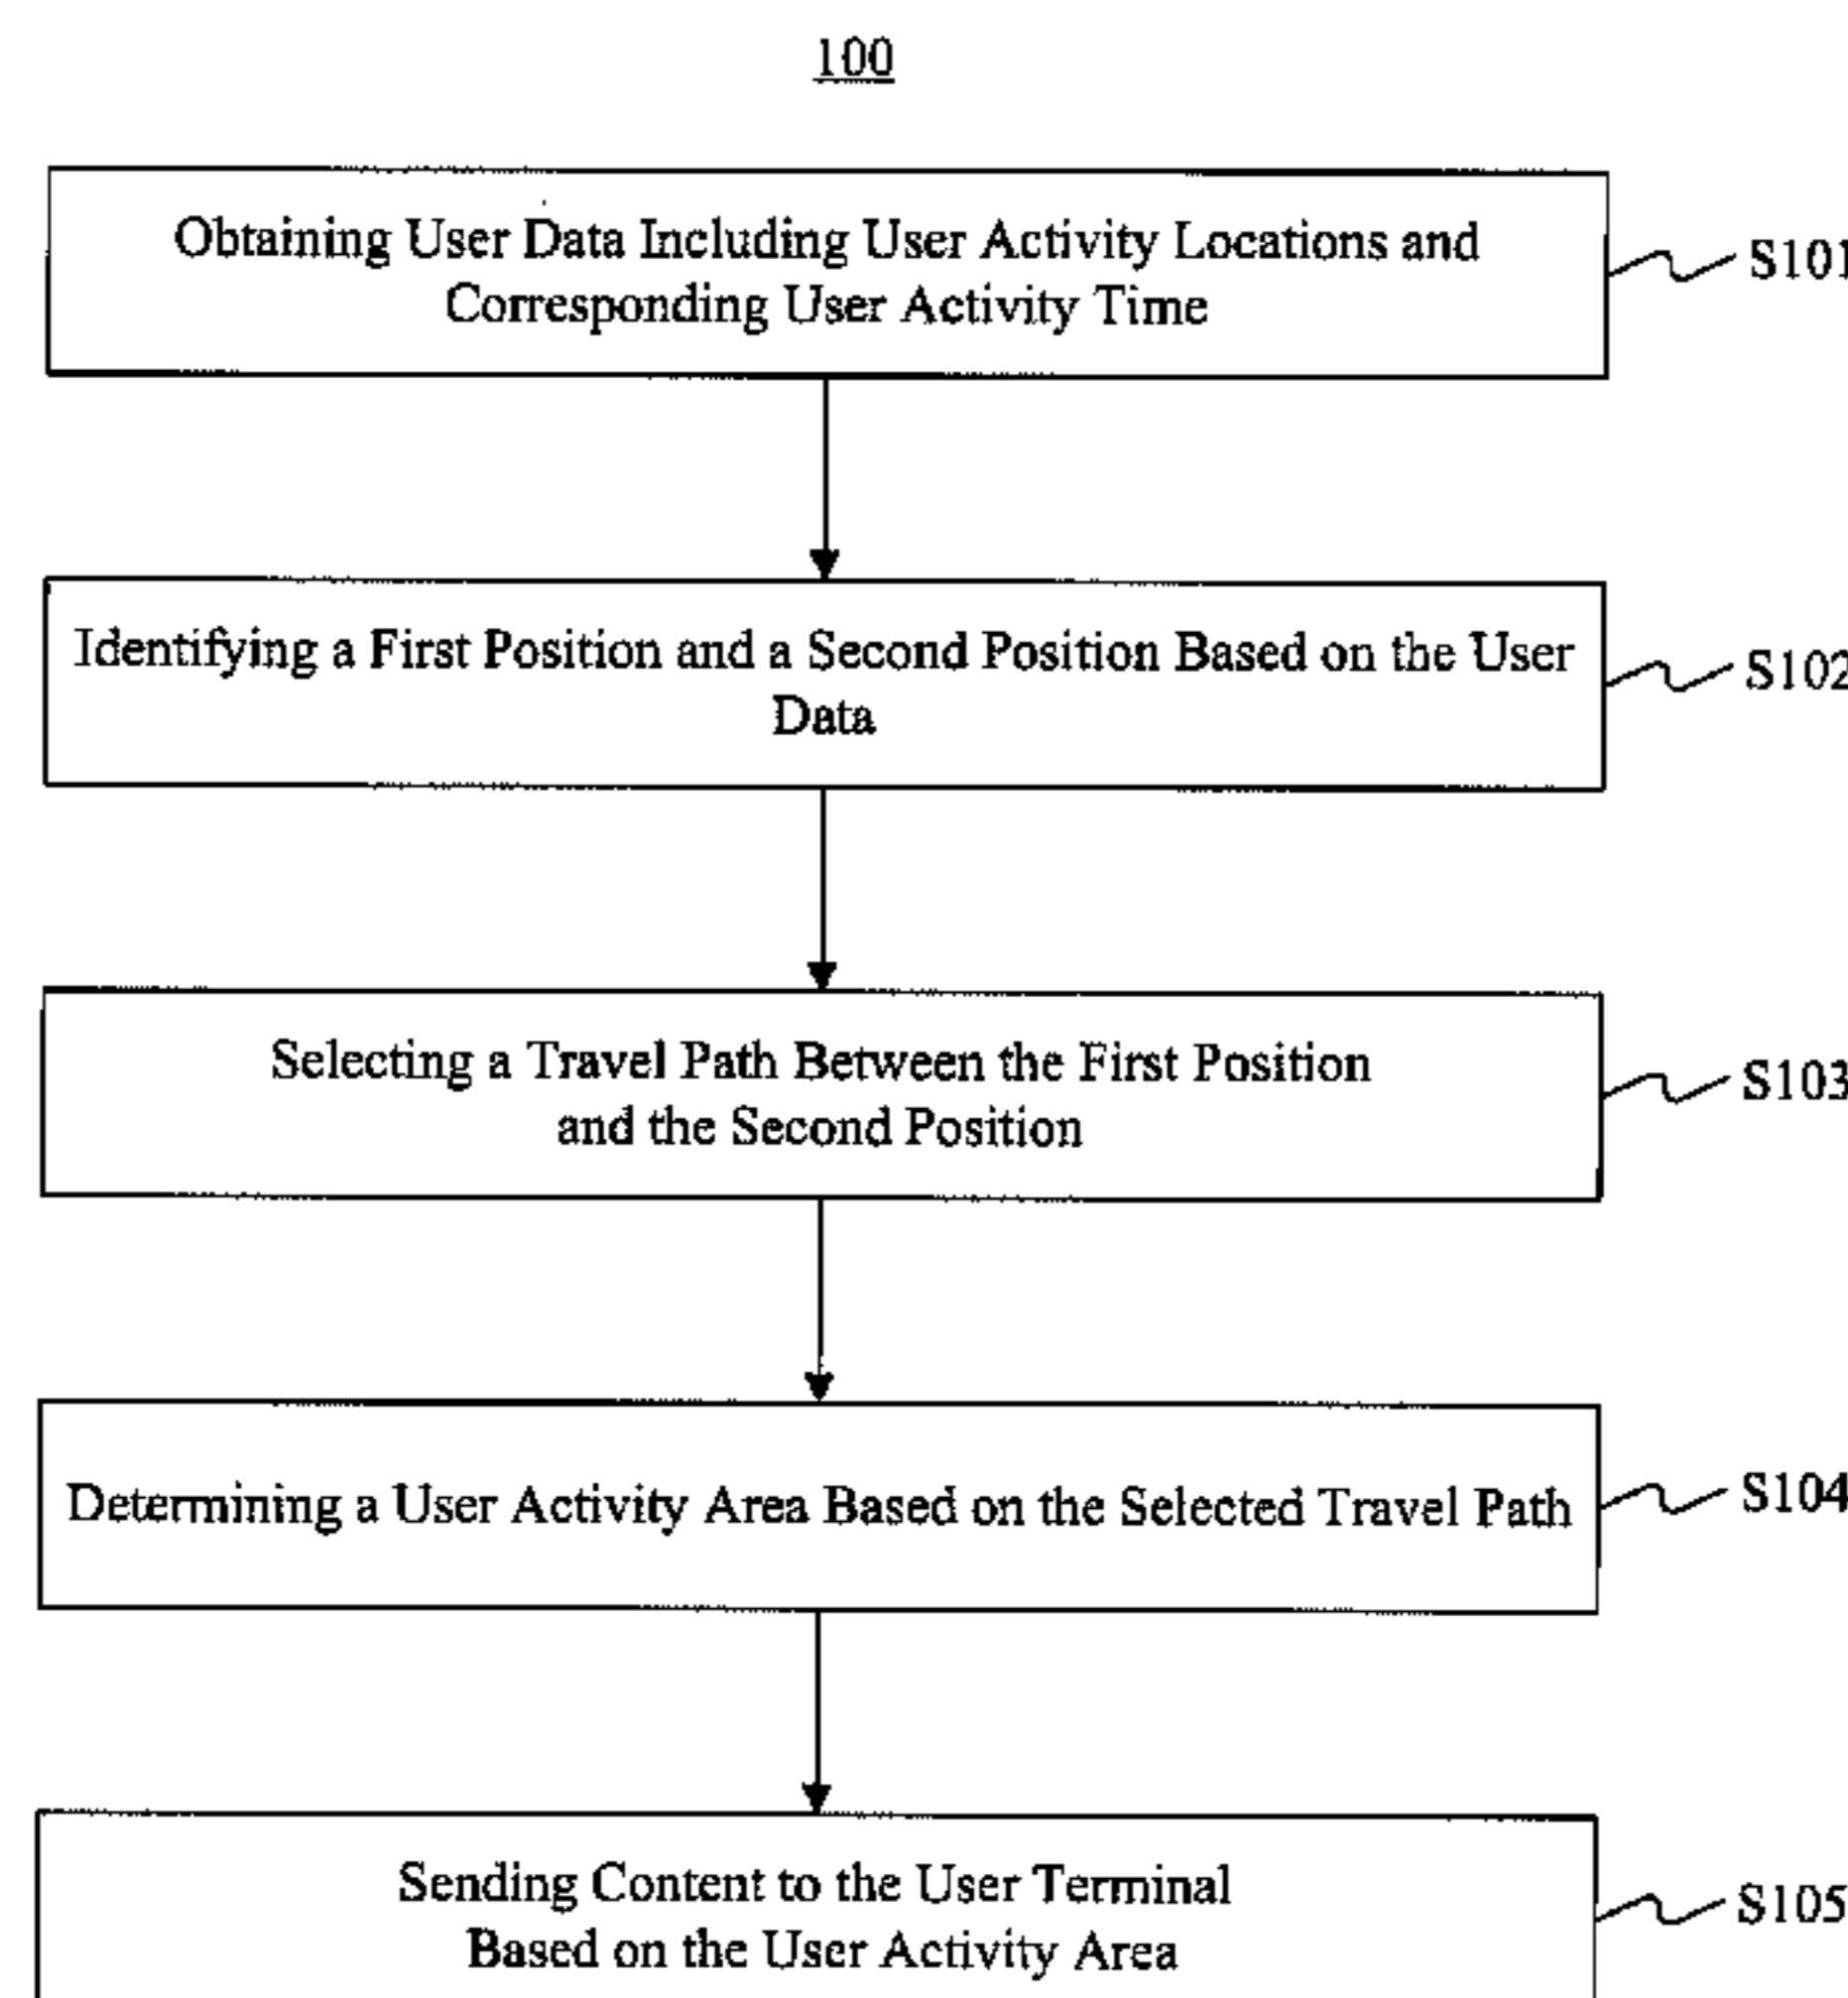 100
Obtaining User Data Including User Activity Locations and
Corresponding User Activity Time
S101
Identifying a First Position and a Second Position Based on the User
Data
S102
Selecting a Travel Path Between the First Position
and the Second Position
S103
Determining a User Activity Area Based on the Selected Travel Path
S104
Sending Content to the User Terminal
Based on the User Activity Area
S105